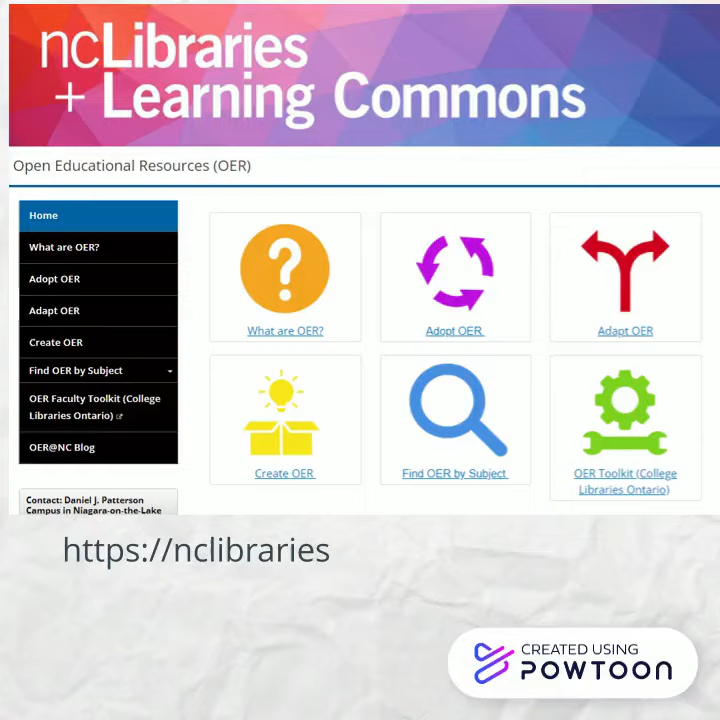 ncLibraries
+ Learning Commons
Open Educational Resources (OER)
Home
What are OER?
Adopt OER
Adapt OER
Create OER
Find OER by Subject
OER Faculty Toolkit (College
Libraries Ontario)
OER@NC Blog
Contact: Daniel J. Patterson
Campus in Niagara-on-the-Lake
What are OER?
Adopt OER
Adapt OER
Create OER
Find OER by Subject
OER Toolkit (College
Libraries Ontario)
https://nclibraries
CREATED USING
POWTOON